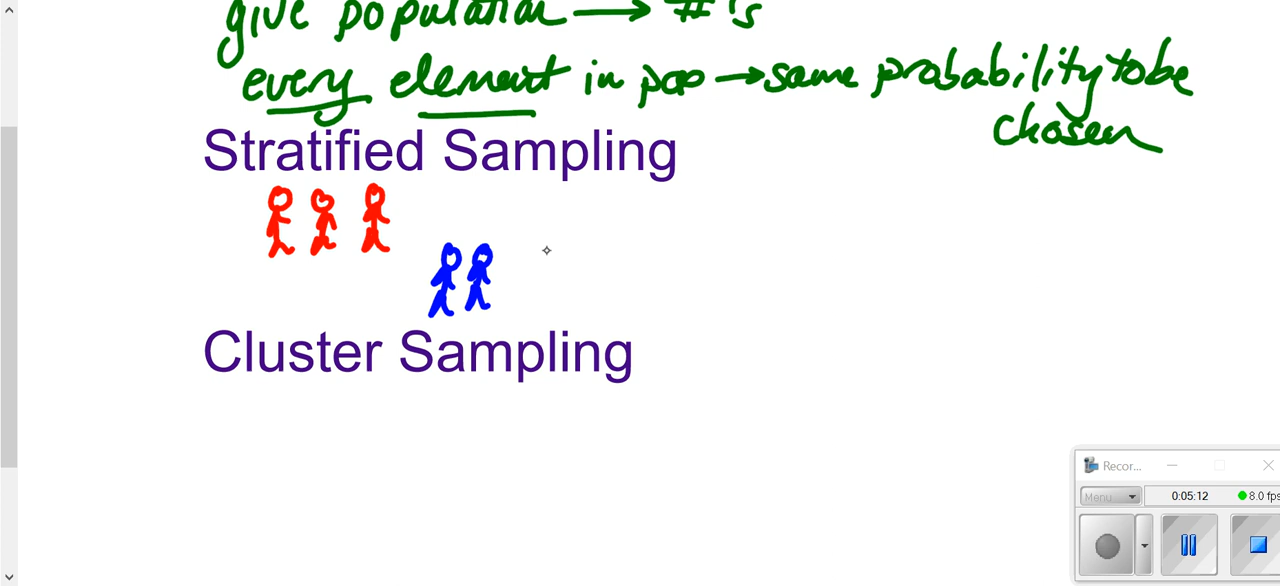 give population → #'s
every element in pop → same probability to be
chosen
Stratified Sampling
Cluster Sampling
Recor...
Menu
0:05:12
8.0 fps